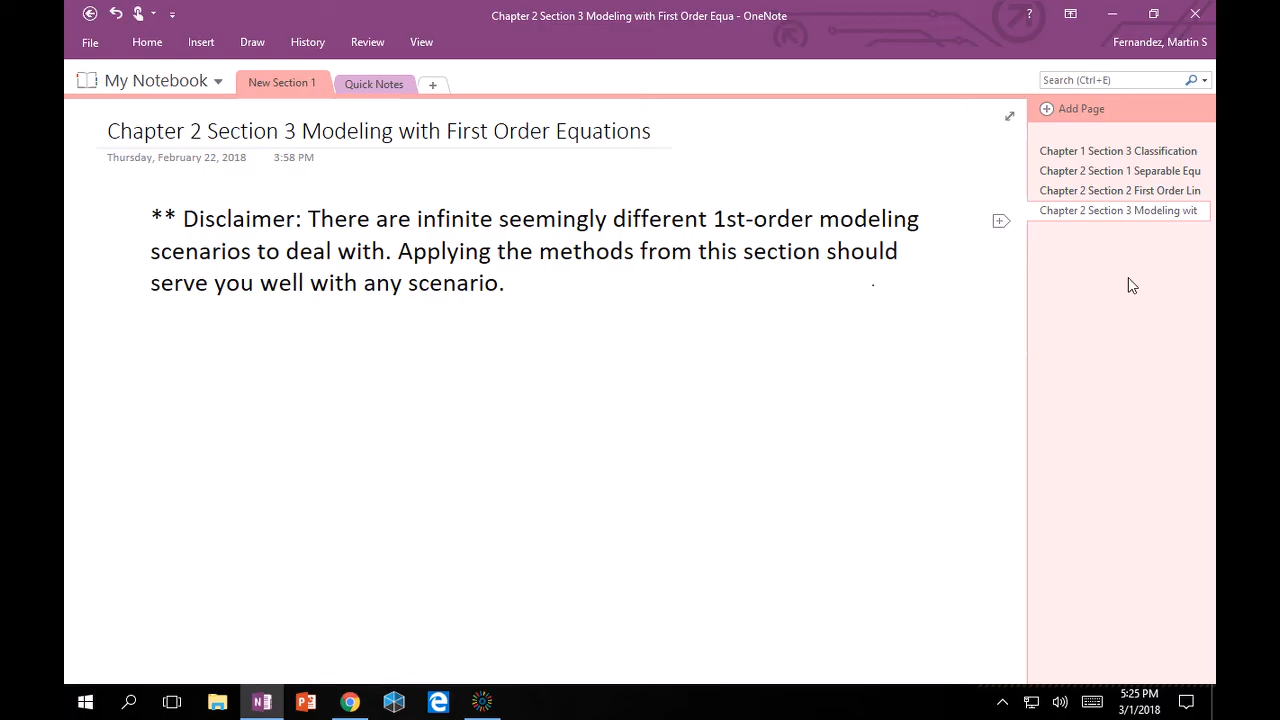 Chapter 2 Section 3 Modeling with First Order Equa - OneNote
?
File Home Insert Draw History Review View
Fernandez, Martin S
My Notebook
New Section 1
Quick Notes
+
Search (Ctrl+E)
Add Page
Chapter 2 Section 3 Modeling with First Order Equations
Thursday, February 22, 2018 3:58 PM
Chapter 1 Section 3 Classification
Chapter 2 Section 1 Separable Equ
Chapter 2 Section 2 First Order Lin
Chapter 2 Section 3 Modeling wit
** Disclaimer: There are infinite seemingly different 1st-order modeling
scenarios to deal with. Applying the methods from this section should
serve you well with any scenario.
5:25 PM
3/1/2018